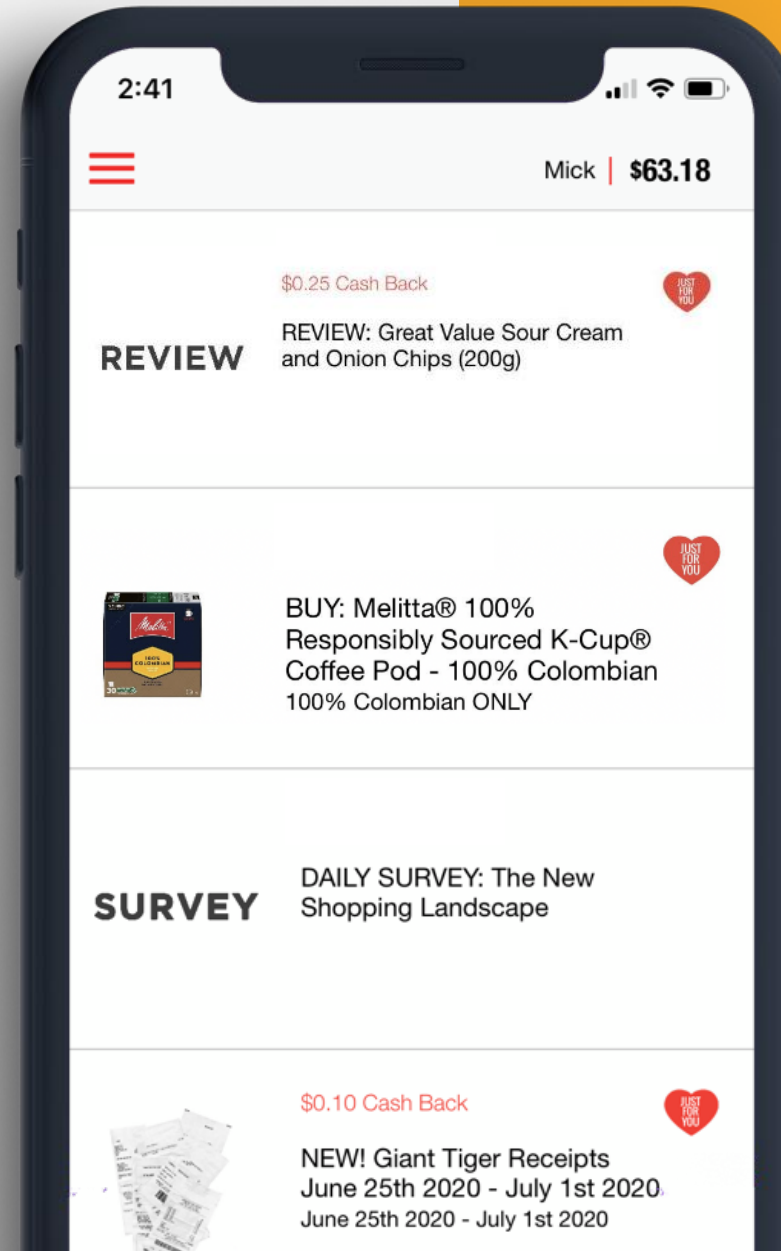 2:41
Mick | $63.18
$0.25 Cash Back
JUST
FOR
YOU
REVIEW
REVIEW: Great Value Sour Cream
and Onion Chips (200g)
JUST
FOR
YOU
Melitta
100%
COLOMBIAN
BUY: Melitta® 100%
Responsibly Sourced K-Cup®
Coffee Pod - 100% Colombian
100% Colombian ONLY
SURVEY
DAILY SURVEY: The New
Shopping Landscape
$0.10 Cash Back
JUST
FOR
YOU
NEW! Giant Tiger Receipts
June 25th 2020 - July 1st 2020
June 25th 2020 - July 1st 2020